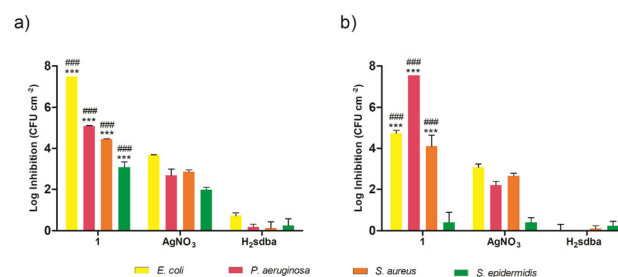 a)
b)
Log Inhibition (CFU cm⁻²)
8
6
4
2
0
###
***
###
***
###
***
###
***
1
AgNO₃
H₂sdba
Log Inhibition (CFU cm⁻²)
8
6
4
2
0
###
***
###
***
###
***
1
AgNO₃
H₂sdba
E. coli
P. aeruginosa
S. aureus
S. epidermidis